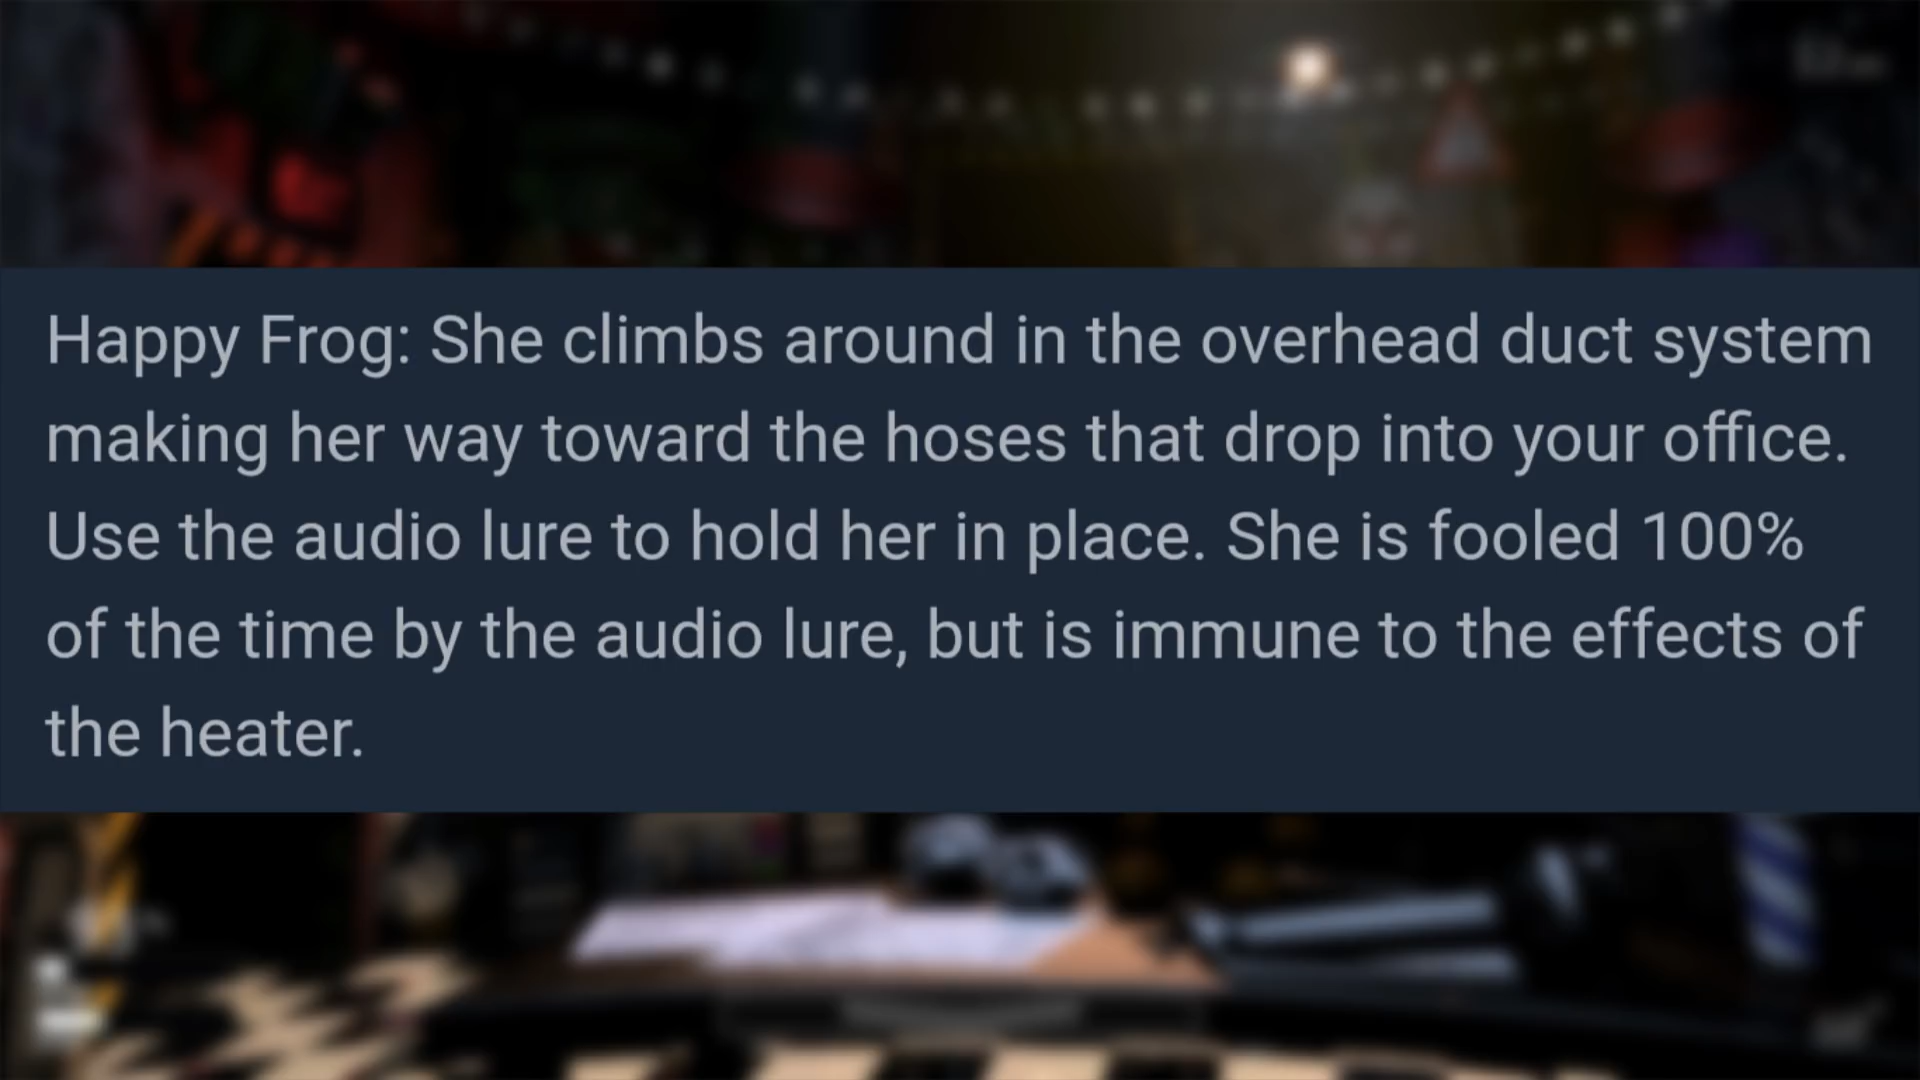 Happy Frog: She climbs around in the overhead duct system
making her way toward the hoses that drop into your office.
Use the audio lure to hold her in place. She is fooled 100%
of the time by the audio lure, but is immune to the effects of
the heater.